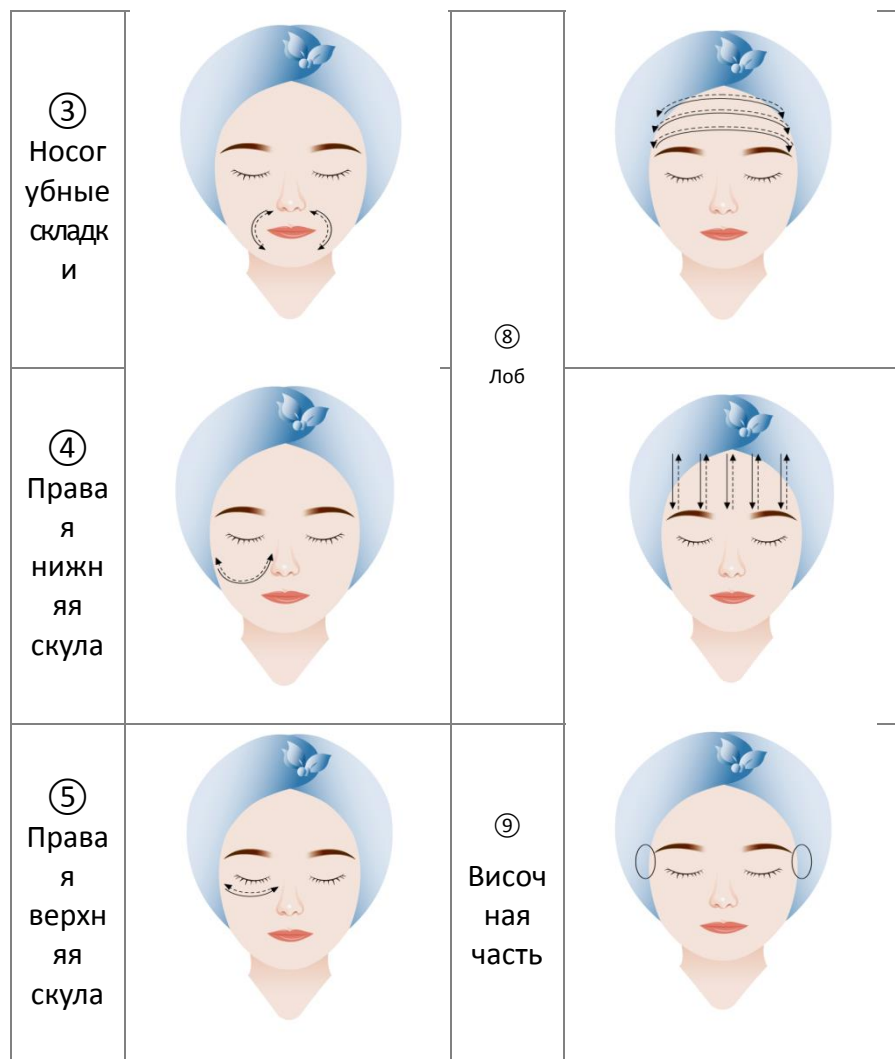 ③
Носог
убные
складк
и
⑧
Лоб
④
Права
я
нижн
яя
скула
⑤
Права
я
верхн
яя
скула
⑨
Височ
ная
часть